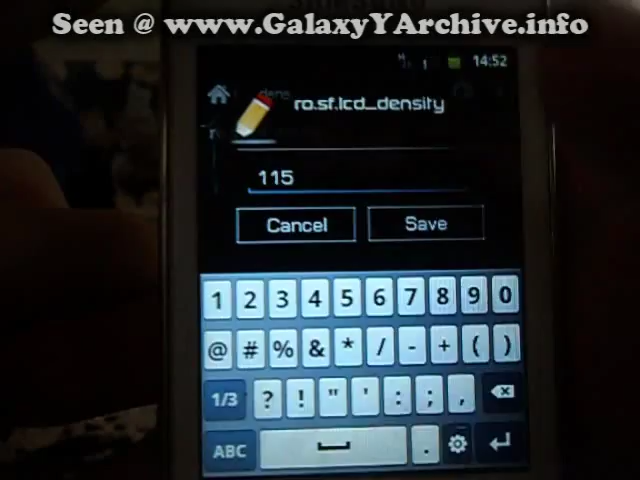 Seen @ www.GalaxyYArchive.info
14:52
ro.sf.lcd_density
115
Cancel Save
1 2 3 4 5 6 7 8 9 0
@ # % & * / - + ( )
1/3 ? ! " ' : ; ,
ABC .